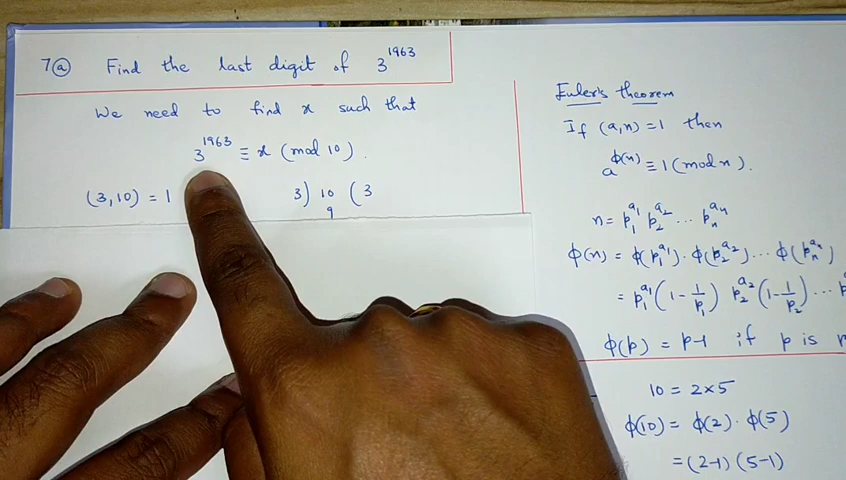 7ⓐ Find the last digit of 3^1963
We need to find x such that
3^1963 ≡ x (mod 10).
(3,10) = 1 3) 10 (3
9
Euler's theorem
If (a,n) = 1 then
a^ϕ(n) ≡ 1 (mod n).
n = p₁^a₁ p₂^a₂ ... pₙ^aₙ
ϕ(n) = ϕ(p₁^a₁) · ϕ(p₂^a₂) ... ϕ(pₙ^aₙ)
= p₁^a₁ (1 - 1/p₁) p₂^a₂ (1 - 1/p₂) ...
ϕ(p) = p-1 if p is
10 = 2×5
ϕ(10) = ϕ(2) · ϕ(5)
= (2-1) (5-1)